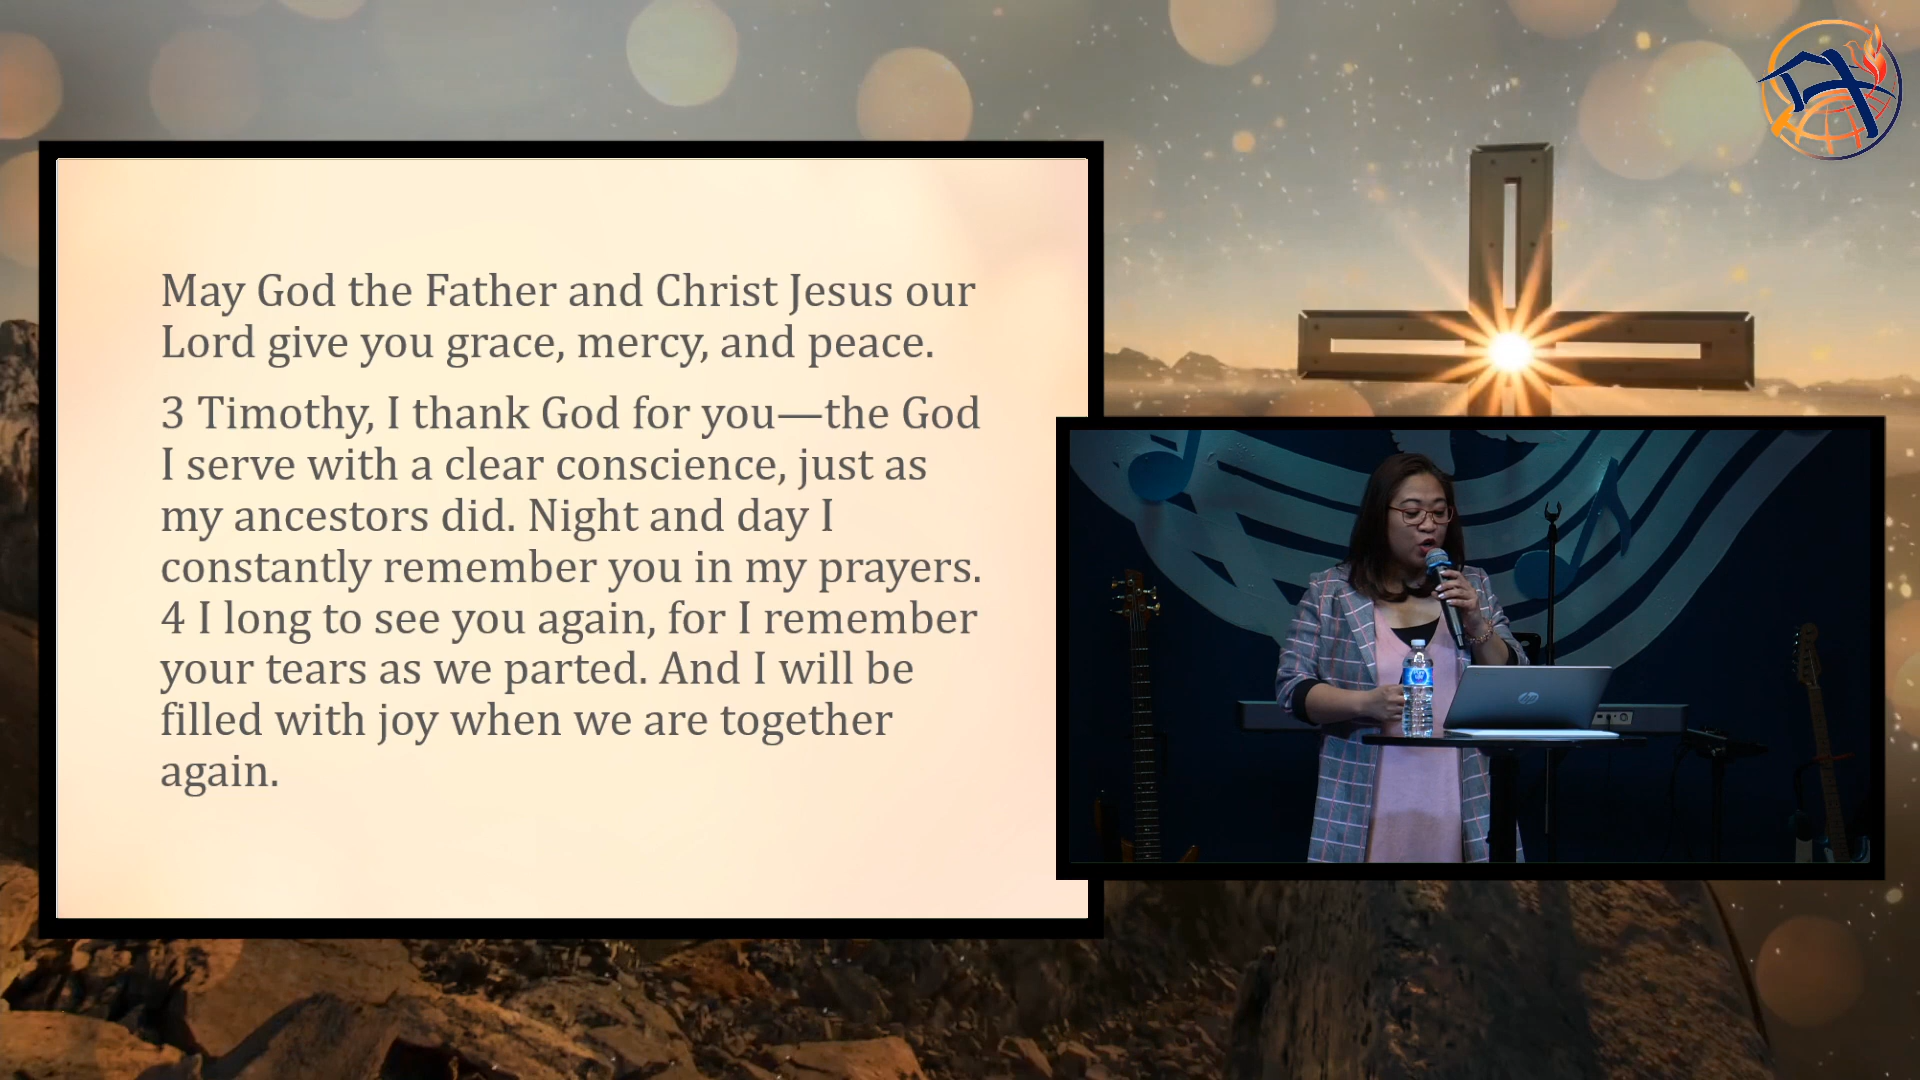 May God the Father and Christ Jesus our
Lord give you grace, mercy, and peace.
3 Timothy, I thank God for you—the God
I serve with a clear conscience, just as
my ancestors did. Night and day I
constantly remember you in my prayers.
4 I long to see you again, for I remember
your tears as we parted. And I will be
filled with joy when we are together
again.
hp